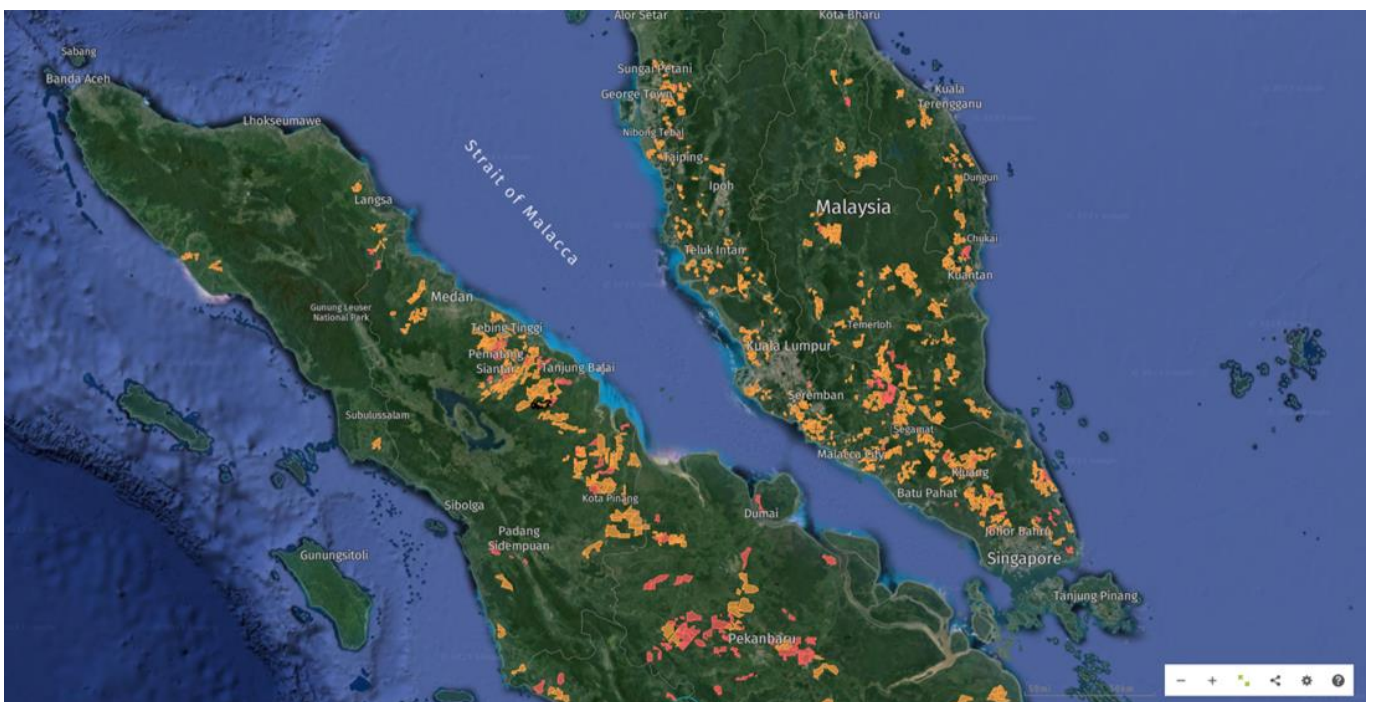 Alor Setar
Kota Bharu
Sabang
Banda Aceh
Sungai Petani
George Town
Kuala
Terengganu
Lhokseumawe
Nibong Tebal
Taiping
Strait of Malacca
Ipoh
Dungun
Langsa
Malaysia
Chukai
Teluk Intan
Kuantan
Medan
Gunung Leuser
National Park
Tebing Tinggi
Temerloh
Kuala Lumpur
Pematang
Siantar
Tanjung Balai
Seremban
Subulussalam
Segamat
Malacca City
Kluang
Batu Pahat
Kota Pinang
Sibolga
Dumai
Padang
Sidempuan
Johor Bahru
Gunungsitoli
Singapore
Tanjung Pinang
Pekanbaru